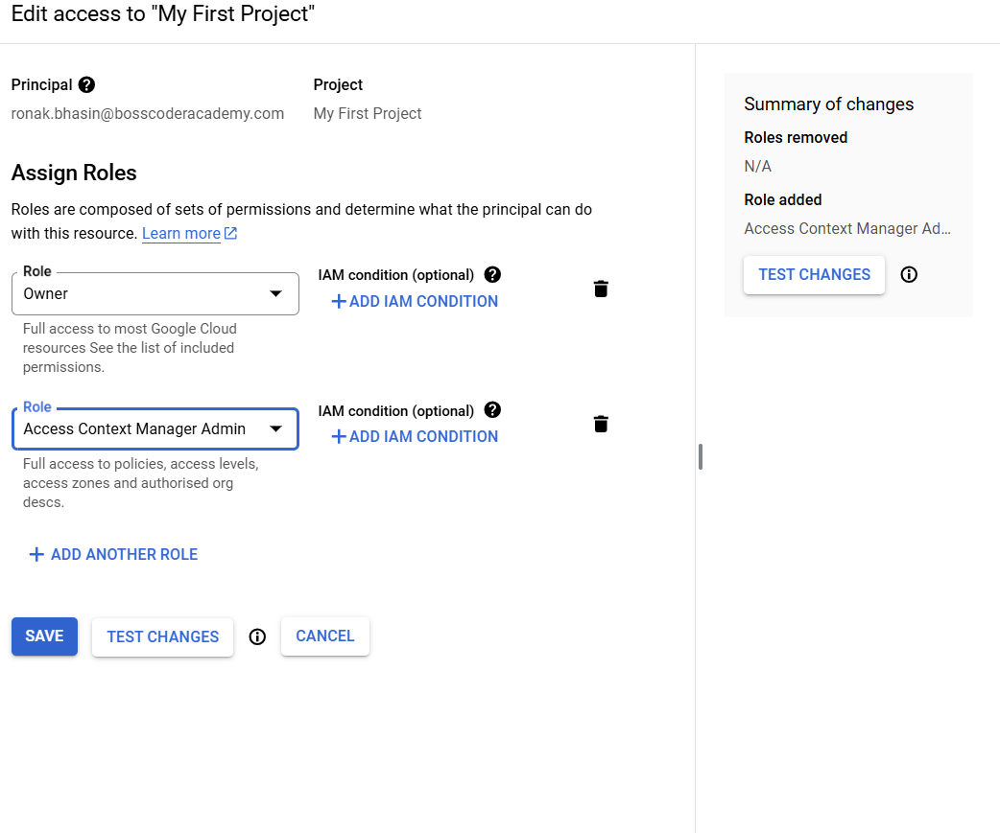 Edit access to "My First Project"
Principal
Project
ronak.bhasin@bosscoderacademy.com
My First Project
Assign Roles
Roles are composed of sets of permissions and determine what the principal can do
with this resource. Learn more
Role
Owner
Full access to most Google Cloud
resources See the list of included
permissions.
IAM condition (optional)
ADD IAM CONDITION
Role
Access Context Manager Admin
Full access to policies, access levels,
access zones and authorised org
descs.
IAM condition (optional)
ADD IAM CONDITION
ADD ANOTHER ROLE
SAVE
TEST CHANGES
CANCEL
Summary of changes
Roles removed
N/A
Role added
Access Context Manager Ad...
TEST CHANGES